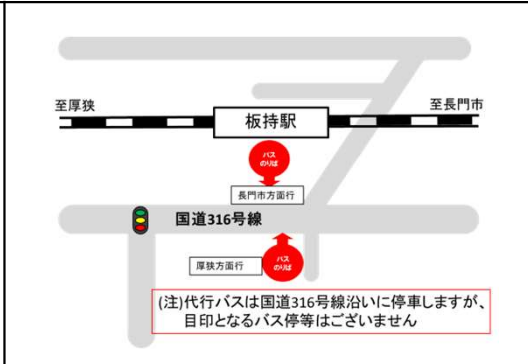 至厚狭
至長門市
板持駅
バス
のりば
長門市方面行
国道316号線
厚狭方面行
バス
のりば
(注)代行バスは国道316号線沿いに停車しますが、
目印となるバス停等はございません